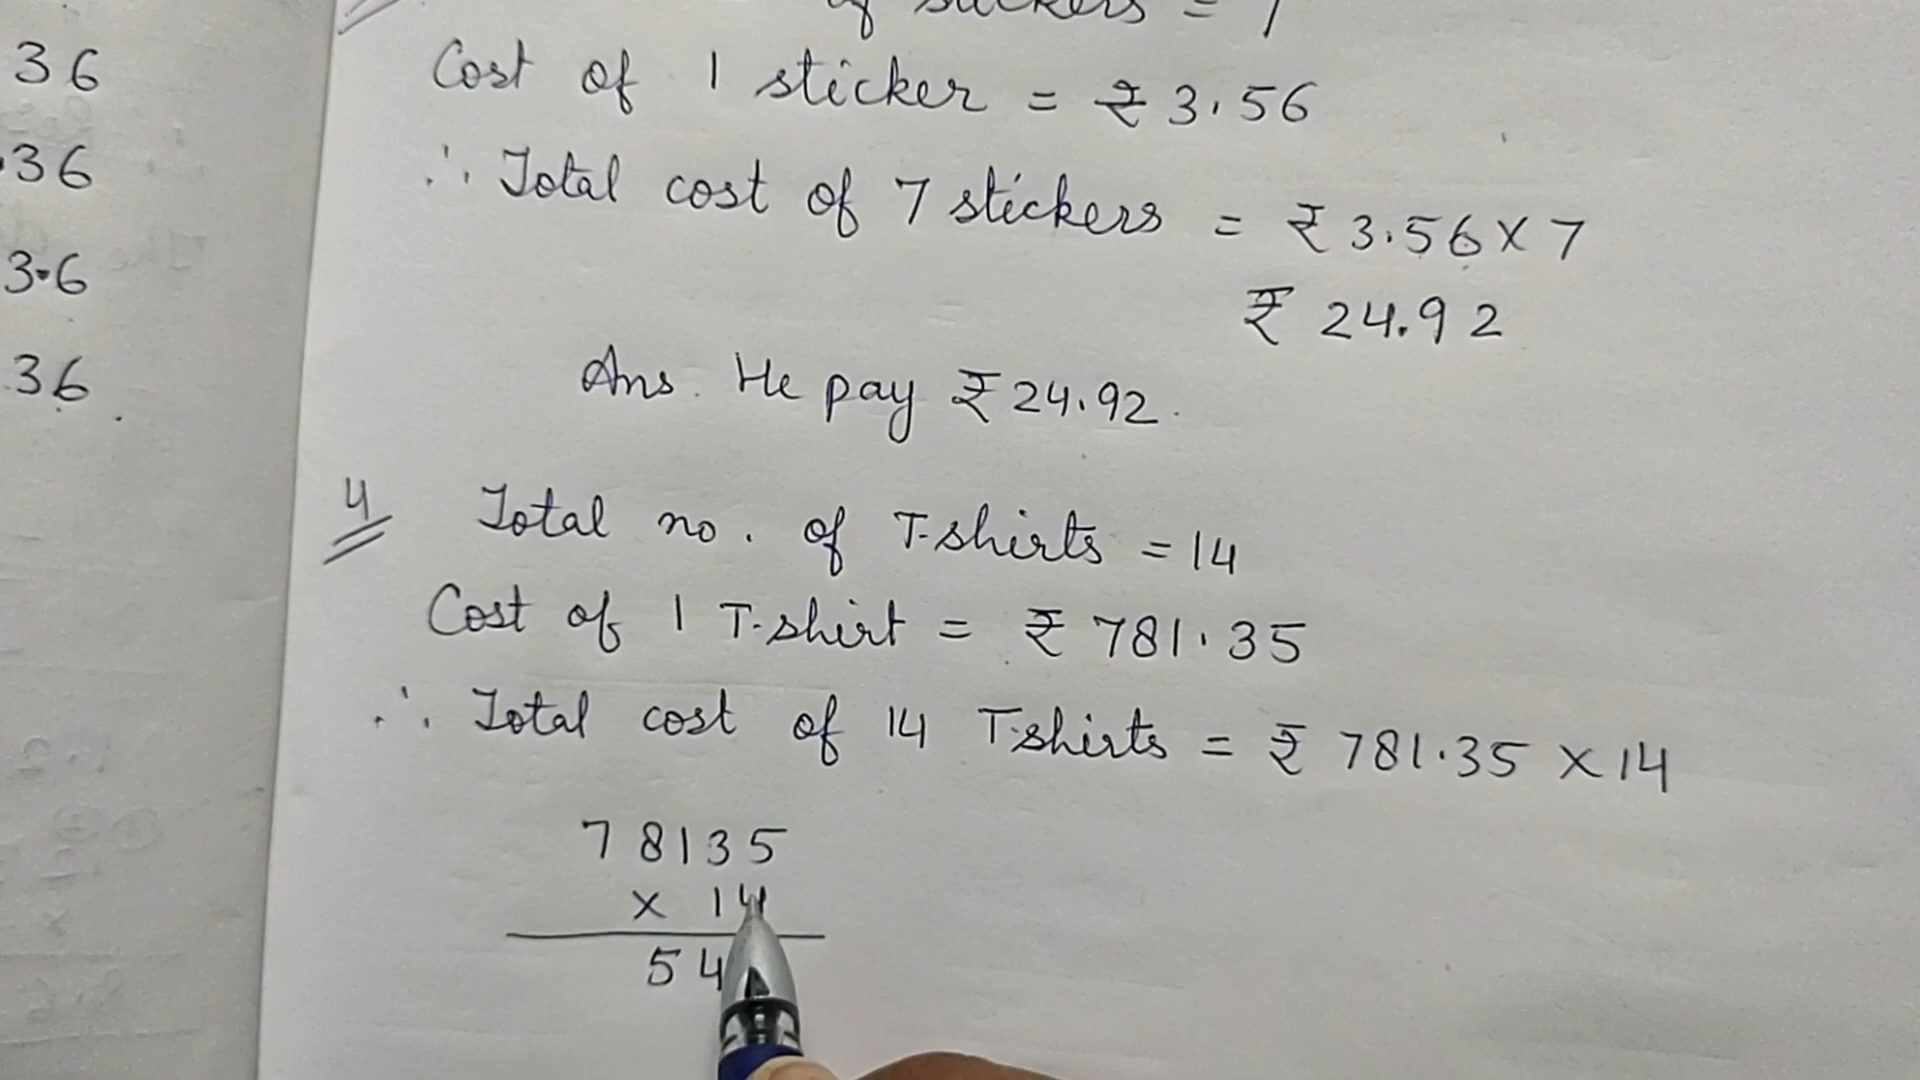 36
36
3.6
36
of stickers =
Cost of 1 sticker = ₹ 3.56
∴ Total cost of 7 stickers = ₹ 3.56 x 7
₹ 24.92
Ans. He pay ₹ 24.92.
4 Total no. of T-shirts = 14
Cost of 1 T-shirt = ₹ 781.35
∴ Total cost of 14 T-shirts = ₹ 781.35 x 14
78135
x 14
54